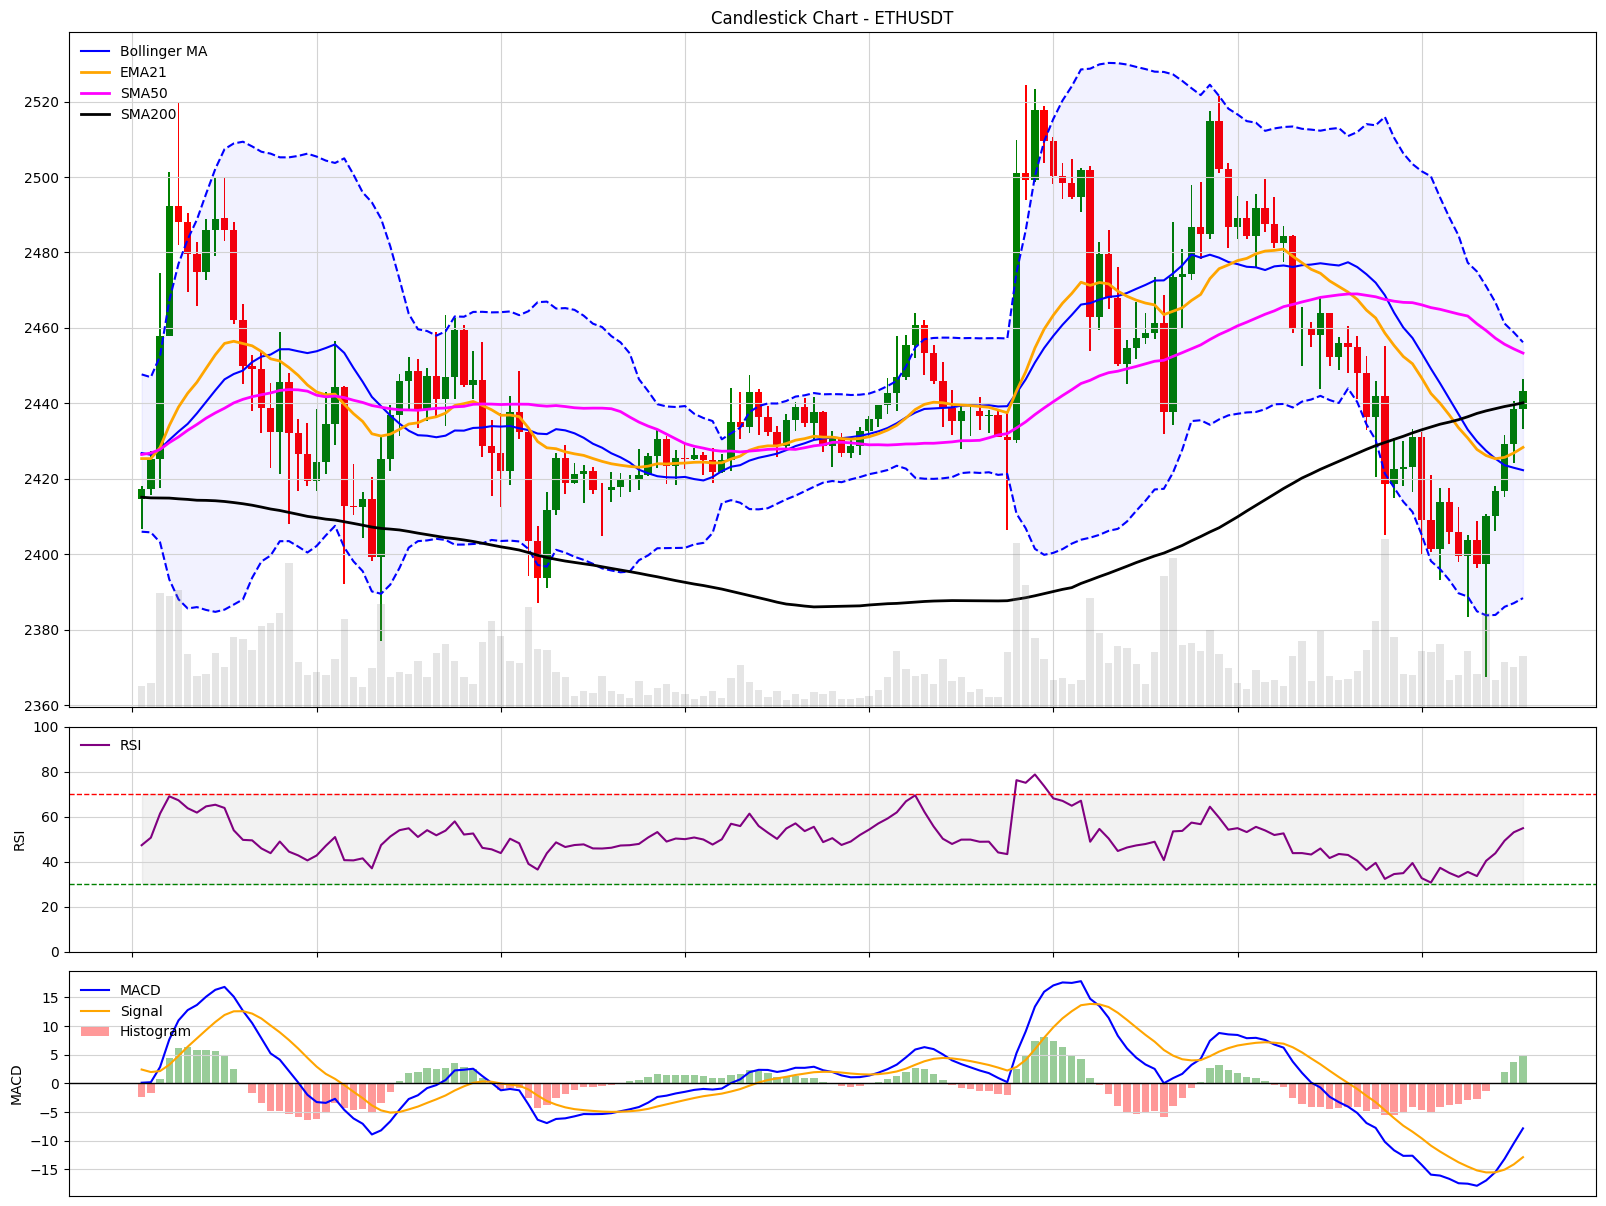 Candlestick Chart - ETHUSDT
Bollinger MA
EMA21
SMA50
SMA200
2520
2500
2480
2460
2440
2420
2400
2380
2360
RSI
100
80
60
40
20
0
RSI
MACD
Signal
Histogram
15
10
5
0
−5
−10
−15
MACD